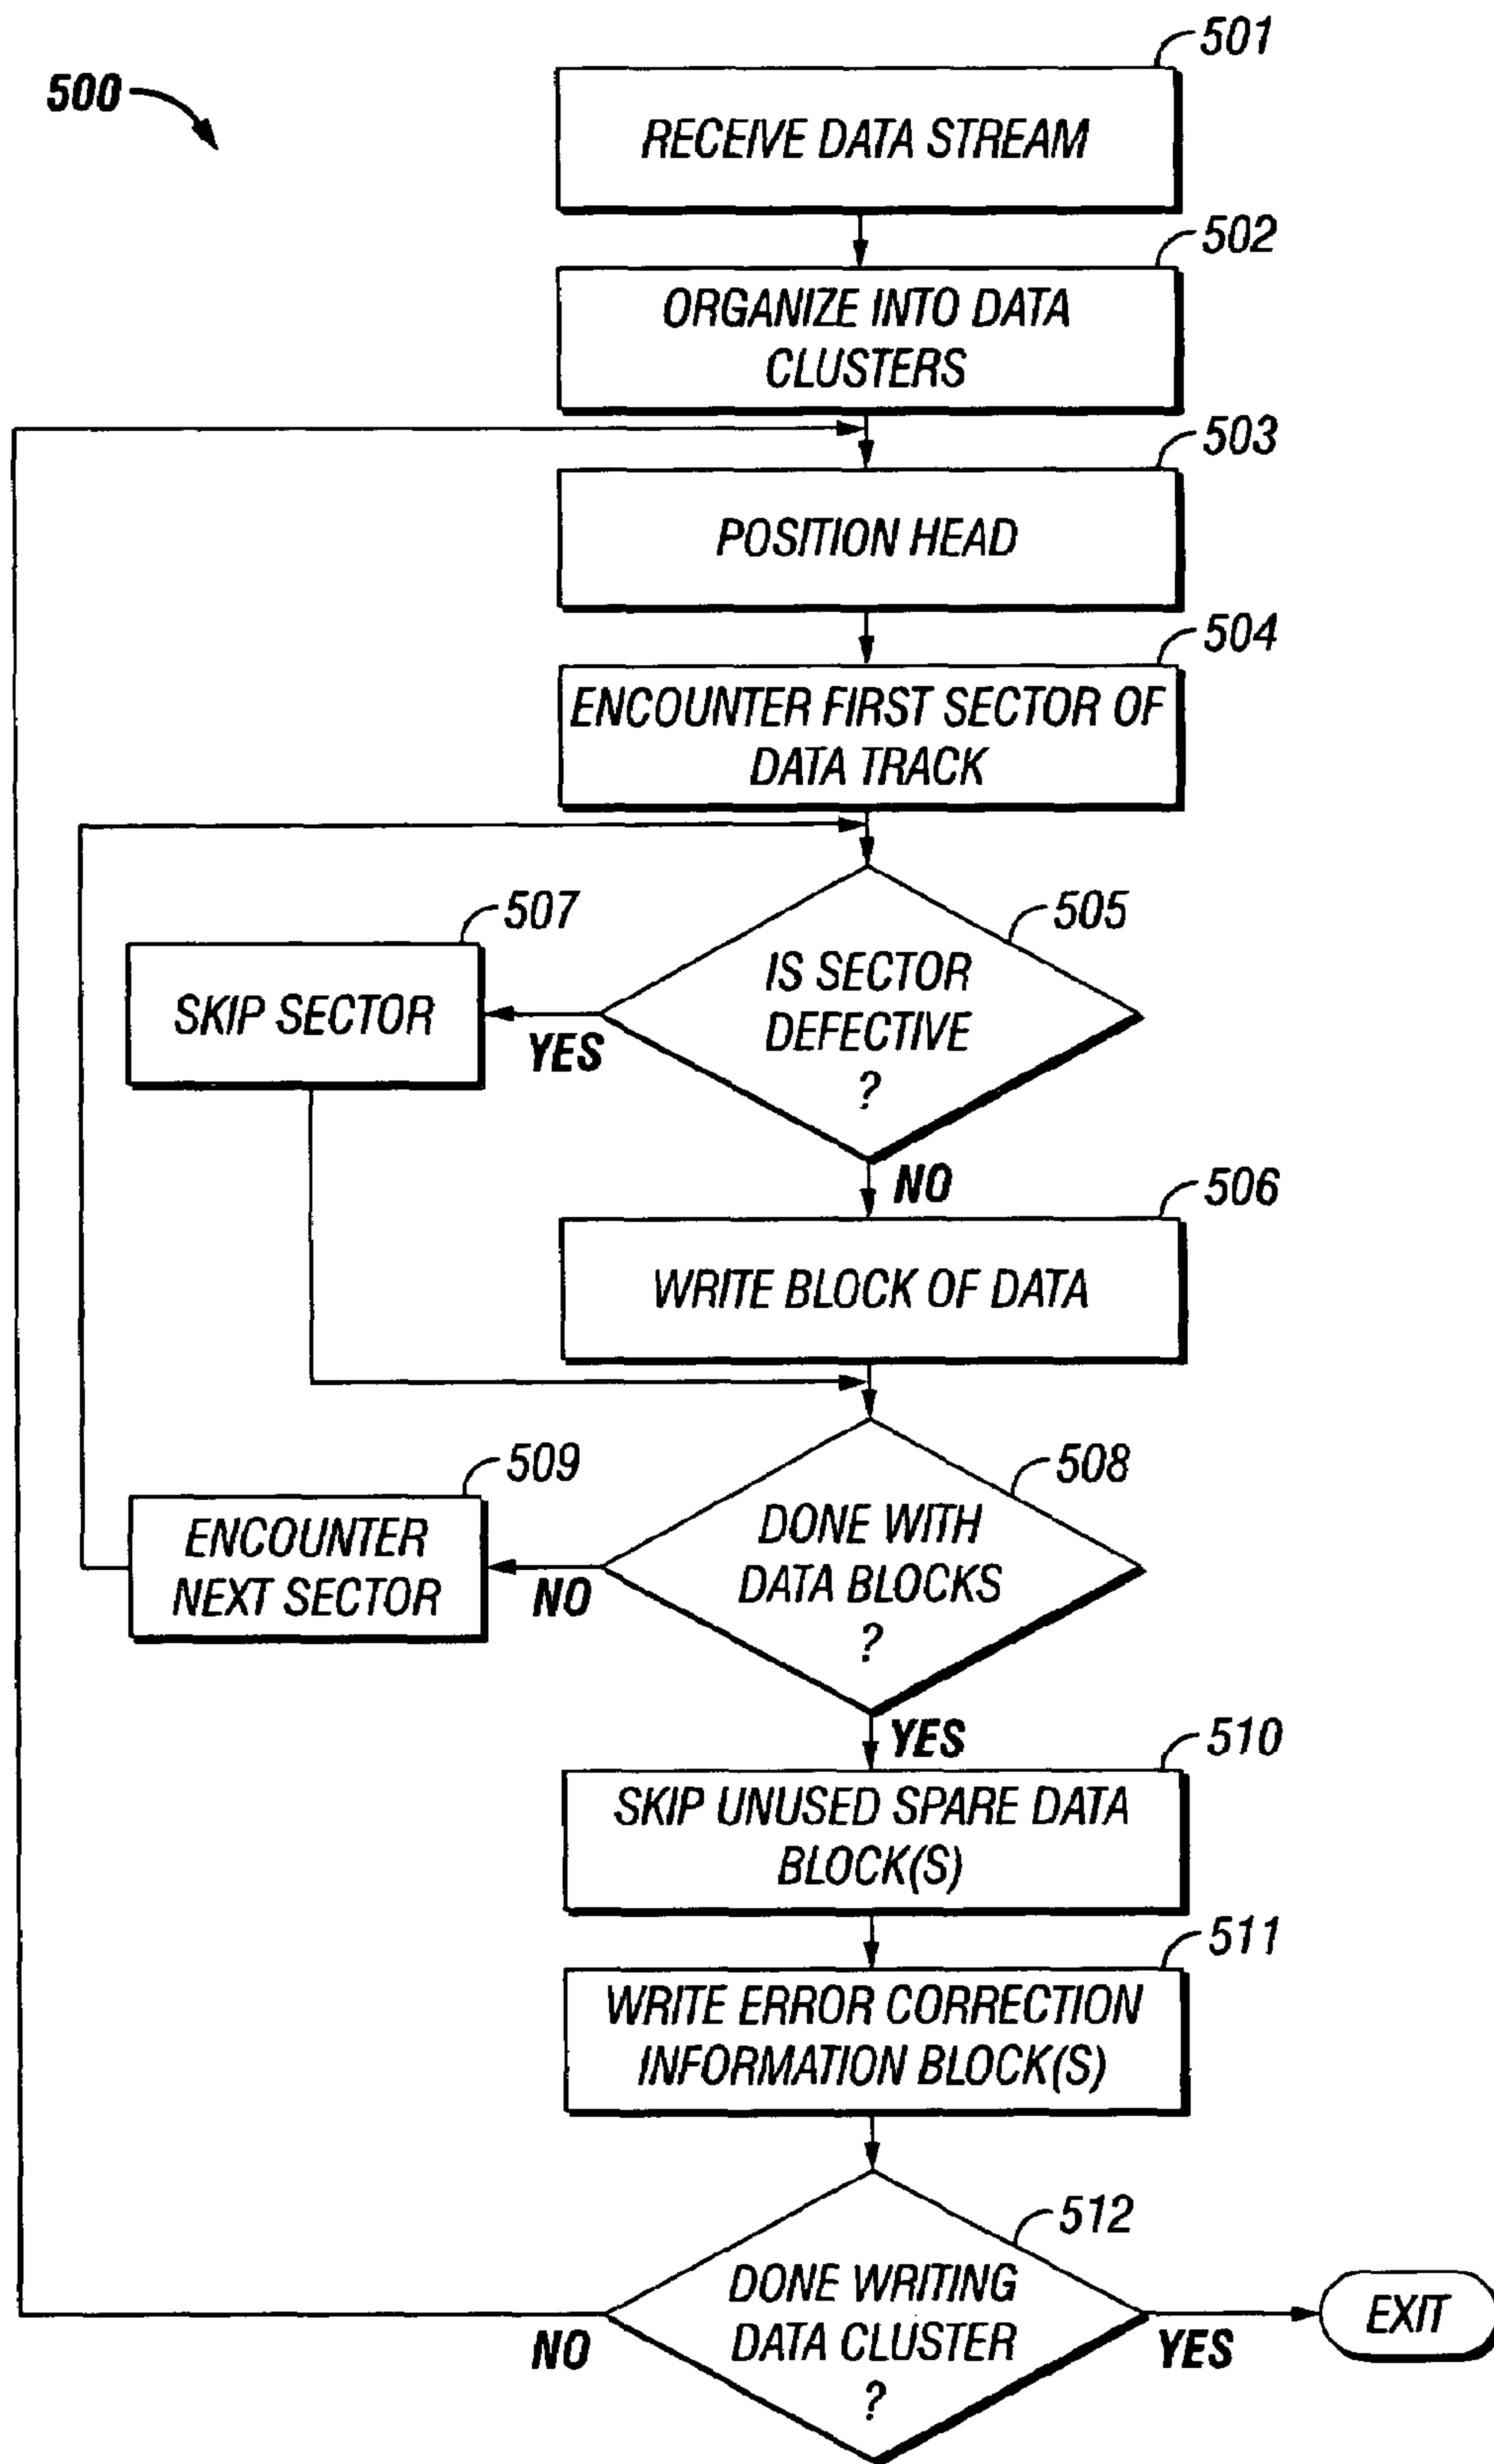 500
501
RECEIVE DATA STREAM
502
ORGANIZE INTO DATA
CLUSTERS
503
POSITION HEAD
504
ENCOUNTER FIRST SECTOR OF
DATA TRACK
505
IS SECTOR
DEFECTIVE
?
YES
507
SKIP SECTOR
NO
506
WRITE BLOCK OF DATA
508
DONE WITH
DATA BLOCKS
?
NO
509
ENCOUNTER
NEXT SECTOR
YES
510
SKIP UNUSED SPARE DATA
BLOCK(S)
511
WRITE ERROR CORRECTION
INFORMATION BLOCK(S)
512
DONE WRITING
DATA CLUSTER
?
NO
YES
EXIT